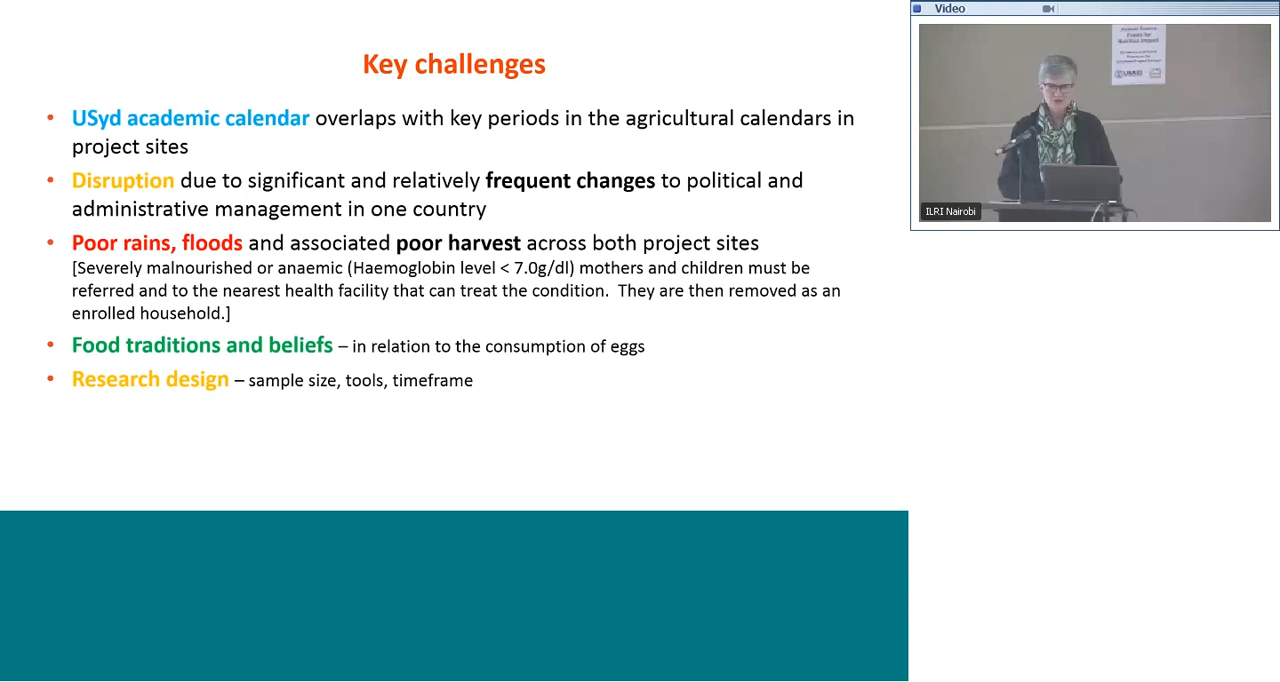 Key challenges
• USyd academic calendar overlaps with key periods in the agricultural calendars in
project sites
• Disruption due to significant and relatively frequent changes to political and
administrative management in one country
• Poor rains, floods and associated poor harvest across both project sites
[Severely malnourished or anaemic (Haemoglobin level < 7.0g/dl) mothers and children must be
referred and to the nearest health facility that can treat the condition.  They are then removed as an
enrolled household.]
• Food traditions and beliefs – in relation to the consumption of eggs
• Research design – sample size, tools, timeframe
Video
Nutrition Impact
USAID
ILRI Nairobi